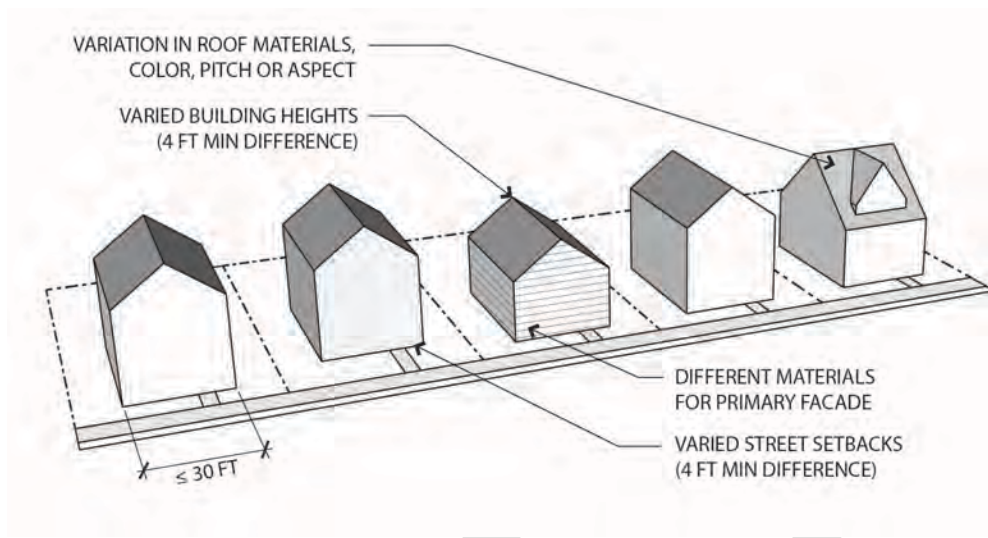 VARIATION IN ROOF MATERIALS,
COLOR, PITCH OR ASPECT
VARIED BUILDING HEIGHTS
(4 FT MIN DIFFERENCE)
DIFFERENT MATERIALS
FOR PRIMARY FACADE
VARIED STREET SETBACKS
(4 FT MIN DIFFERENCE)
≤ 30 FT